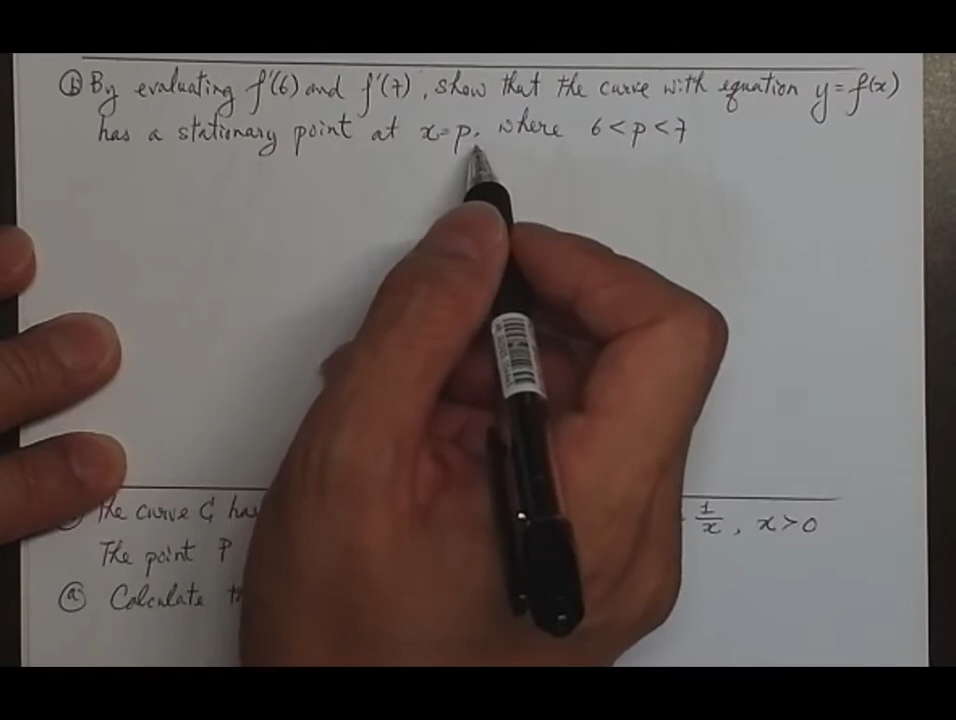 ⓑ By evaluating f'(6) and f'(7), show that the curve with equation y = f(x)
has a stationary point at x=p, where 6 < p < 7
The curve C has
1/x, x > 0
The point P
ⓐ Calculate